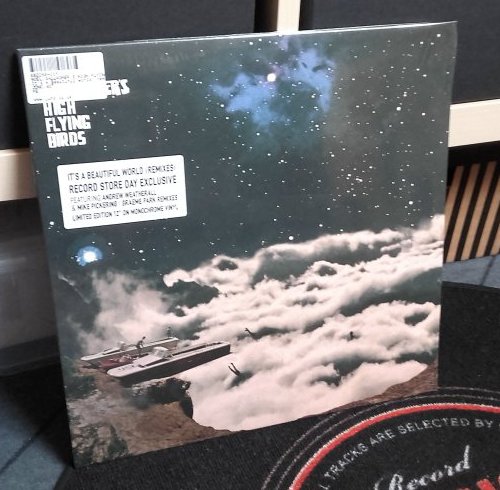 HIGH
FLYING
BIRDS
IT'S A BEAUTIFUL WORLD (REMIXES)
RECORD STORE DAY EXCLUSIVE
FEATURING ANDREW WEATHERALL
& MIKE PICKERING / GRAEME PARK REMIXES
LIMITED EDITION 12" ON MONOCHROME VINYL
TRACKS ARE SELECTED BY
Record